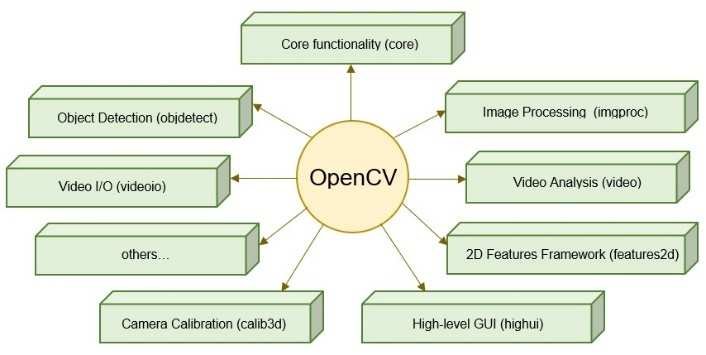 Core functionality (core)
Object Detection (objdetect)
Image Processing (imgproc)
OpenCV
Video I/O (videoio)
Video Analysis (video)
others...
2D Features Framework (features2d)
Camera Calibration (calib3d)
High-level GUI (highui)